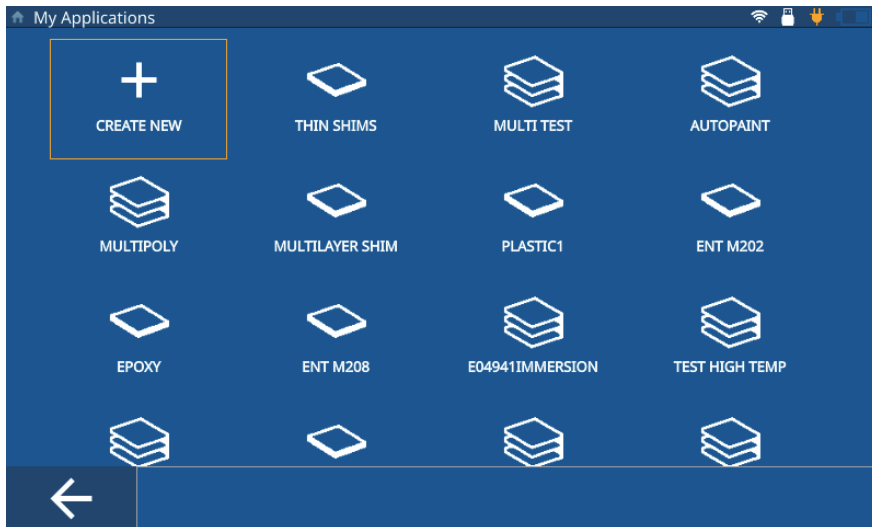 My Applications
CREATE NEW
THIN SHIMS
MULTI TEST
AUTOPAINT
MULTIPOLY
MULTILAYER SHIM
PLASTIC1
ENT M202
EPOXY
ENT M208
E04941IMMERSION
TEST HIGH TEMP